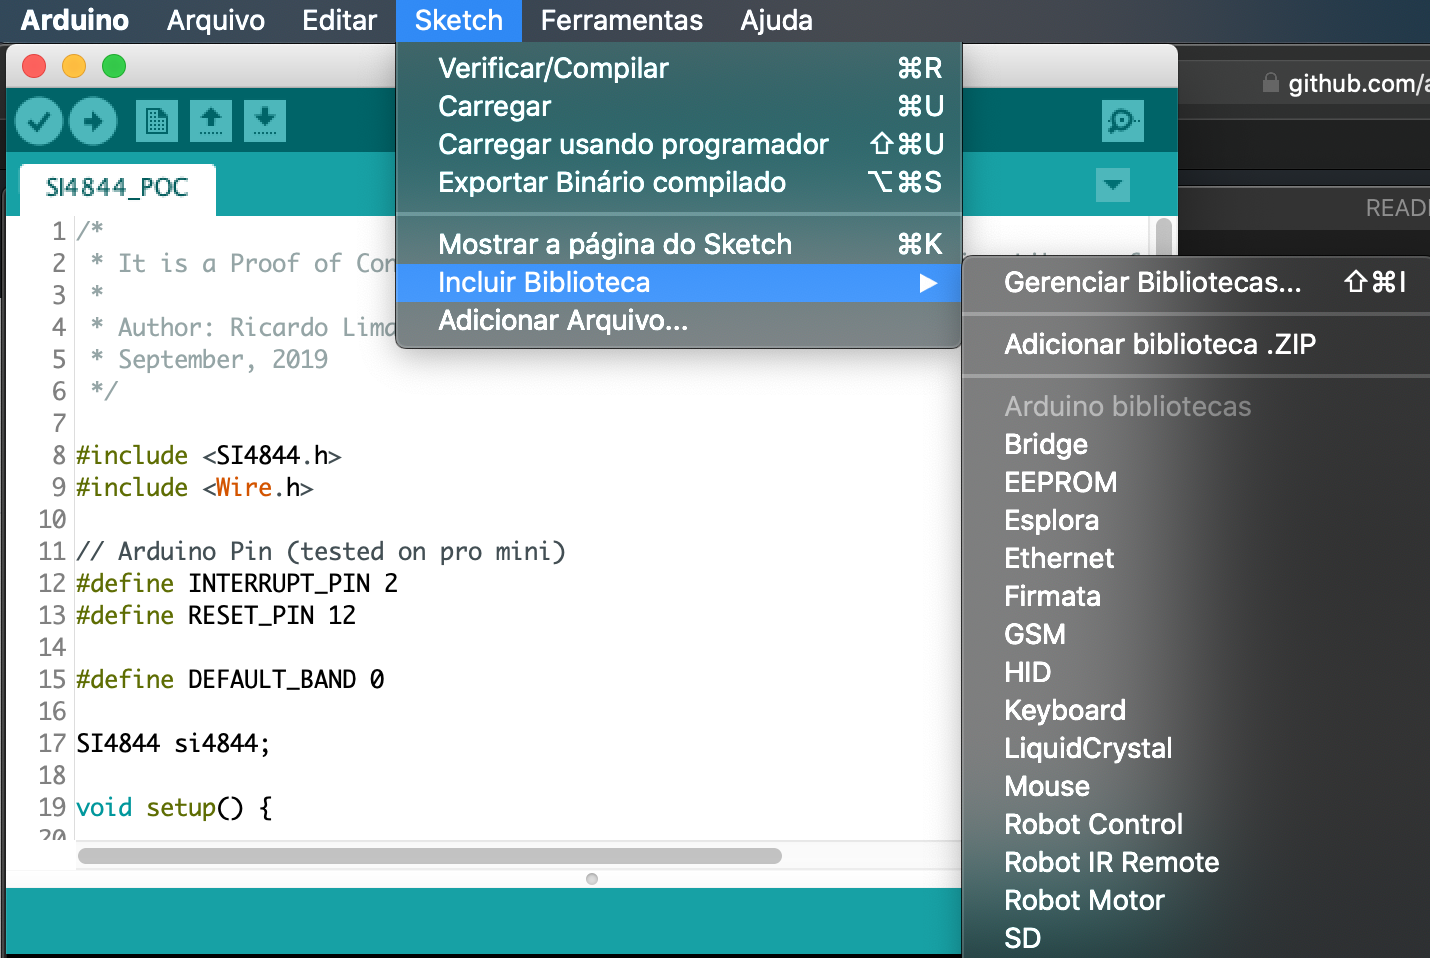 Arduino Arquivo Editar Sketch Ferramentas Ajuda
github.com/a
READ
SI4844_POC
Verificar/Compilar ⌘R
Carregar ⌘U
Carregar usando programador ⇧⌘U
Exportar Binário compilado ⌥⌘S
Mostrar a página do Sketch ⌘K
Incluir Biblioteca ▶
Adicionar Arquivo...
Gerenciar Bibliotecas... ⇧⌘I
Adicionar biblioteca .ZIP
Arduino bibliotecas
Bridge
EEPROM
Esplora
Ethernet
Firmata
GSM
HID
Keyboard
LiquidCrystal
Mouse
Robot Control
Robot IR Remote
Robot Motor
SD
1 /*
2 * It is a Proof of Con
3 *
4 * Author: Ricardo Lima
5 * September, 2019
6 */
7
8 #include <SI4844.h>
9 #include <Wire.h>
10
11 // Arduino Pin (tested on pro mini)
12 #define INTERRUPT_PIN 2
13 #define RESET_PIN 12
14
15 #define DEFAULT_BAND 0
16
17 SI4844 si4844;
18
19 void setup() {
20